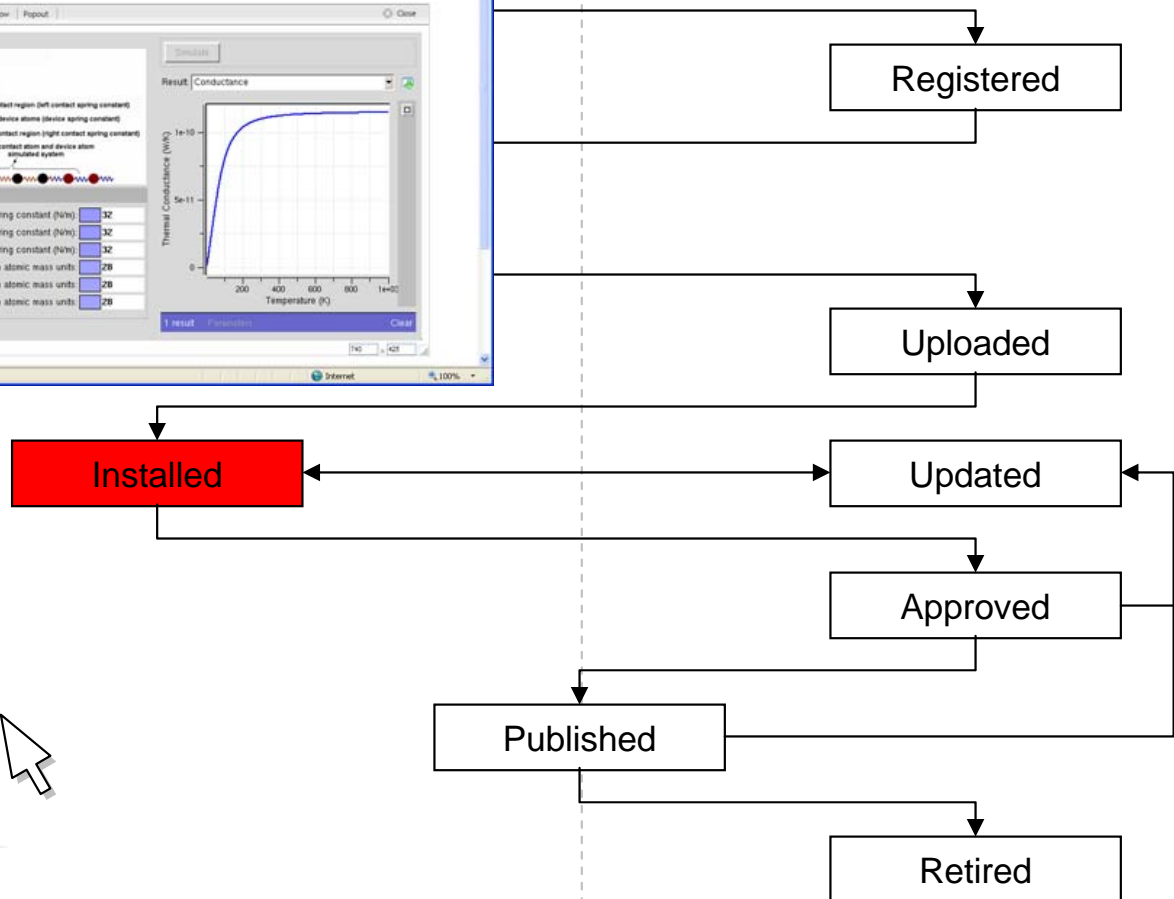 Popout
Close
Simulate
Result: Conductance
contact region (left contact spring constant)
device atoms (device spring constant)
contact region (right contact spring constant)
contact atom and device atom
simulated system
Thermal Conductance (W/K)
1e-10
5e-11
0
200 400 600 800
Temperature (K)
constant (N/m): 32
constant (N/m): 32
constant (N/m): 32
atomic mass units: 28
atomic mass units: 28
atomic mass units: 28
1 result Parameters Clear
740 x 425
Internet 100%
Registered
Uploaded
Installed
Updated
Approved
Published
Retired